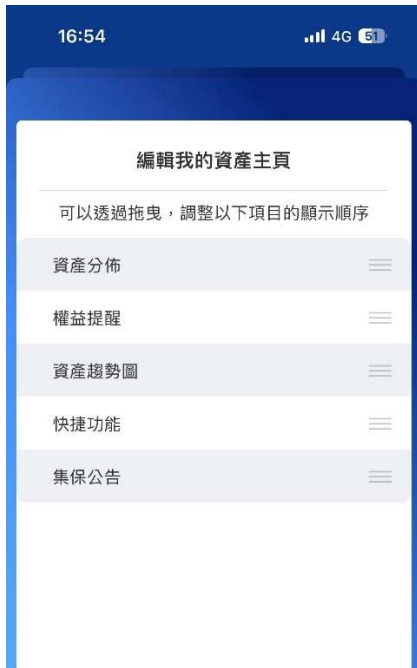 16:54
4G 51
編輯我的資產主頁
可以透過拖曳，調整以下項目的顯示順序
資產分佈
權益提醒
資產趨勢圖
快捷功能
集保公告